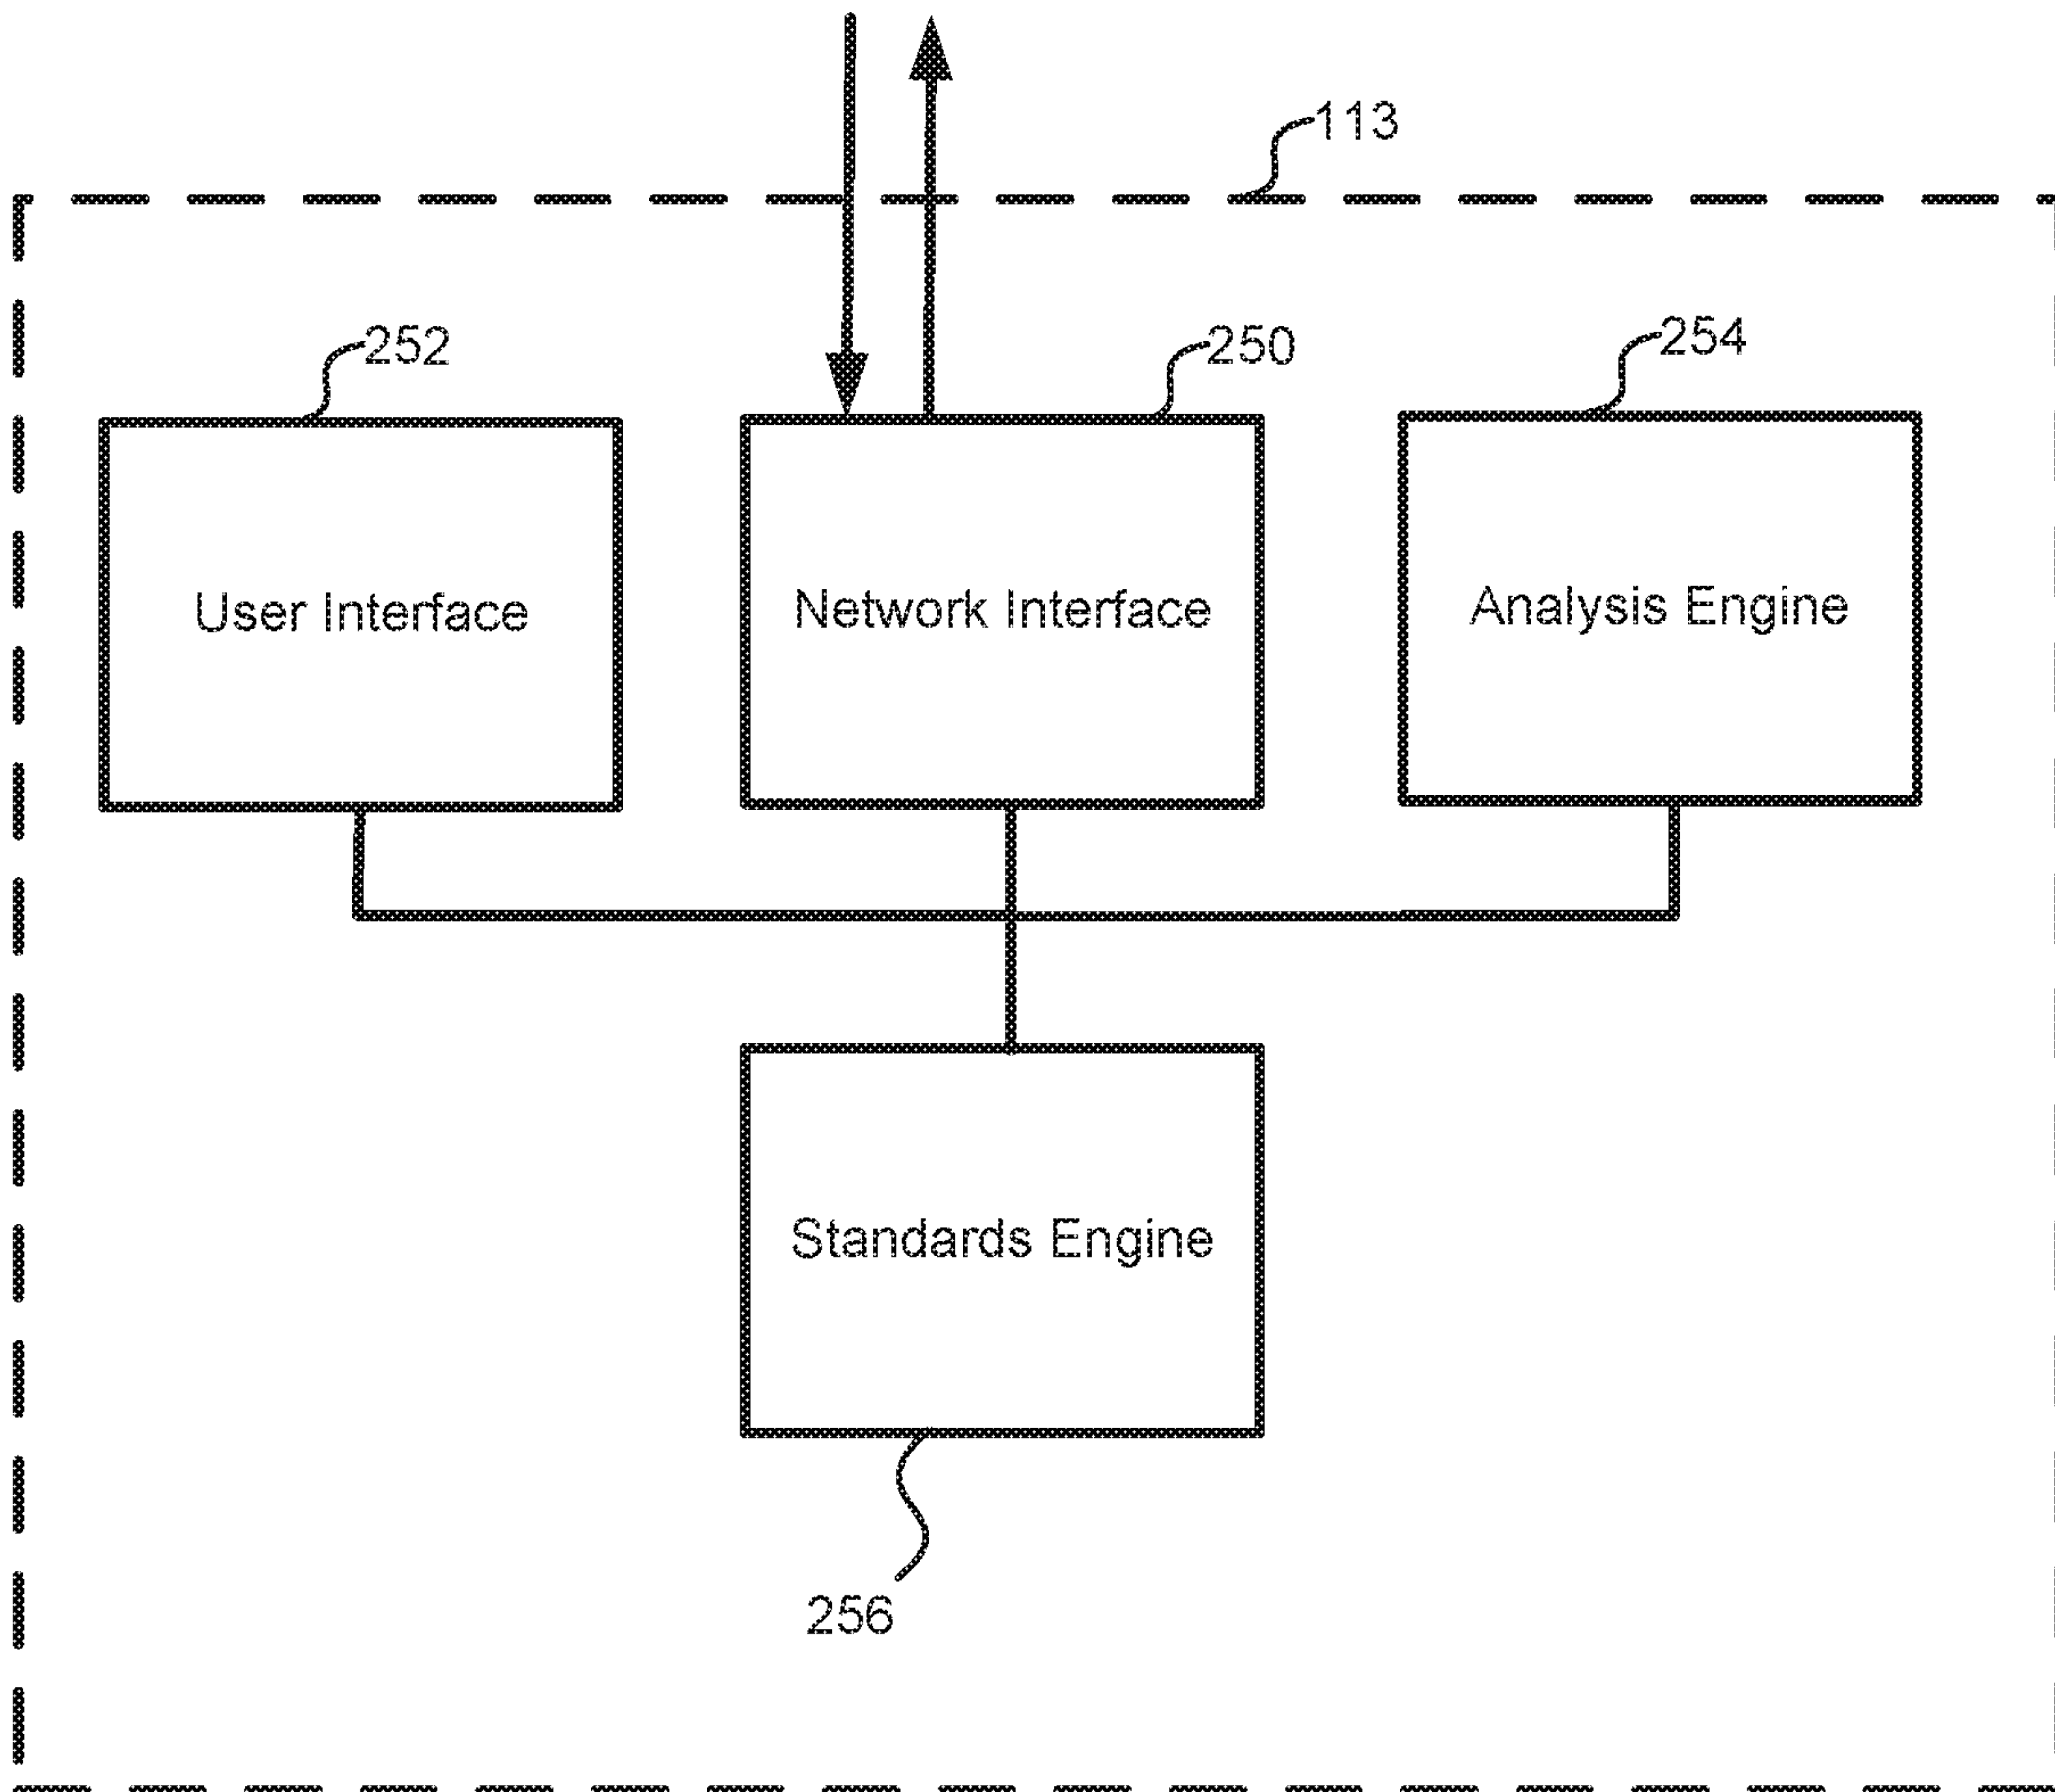 113
252
250
254
User Interface
Network Interface
Analysis Engine
Standards Engine
256